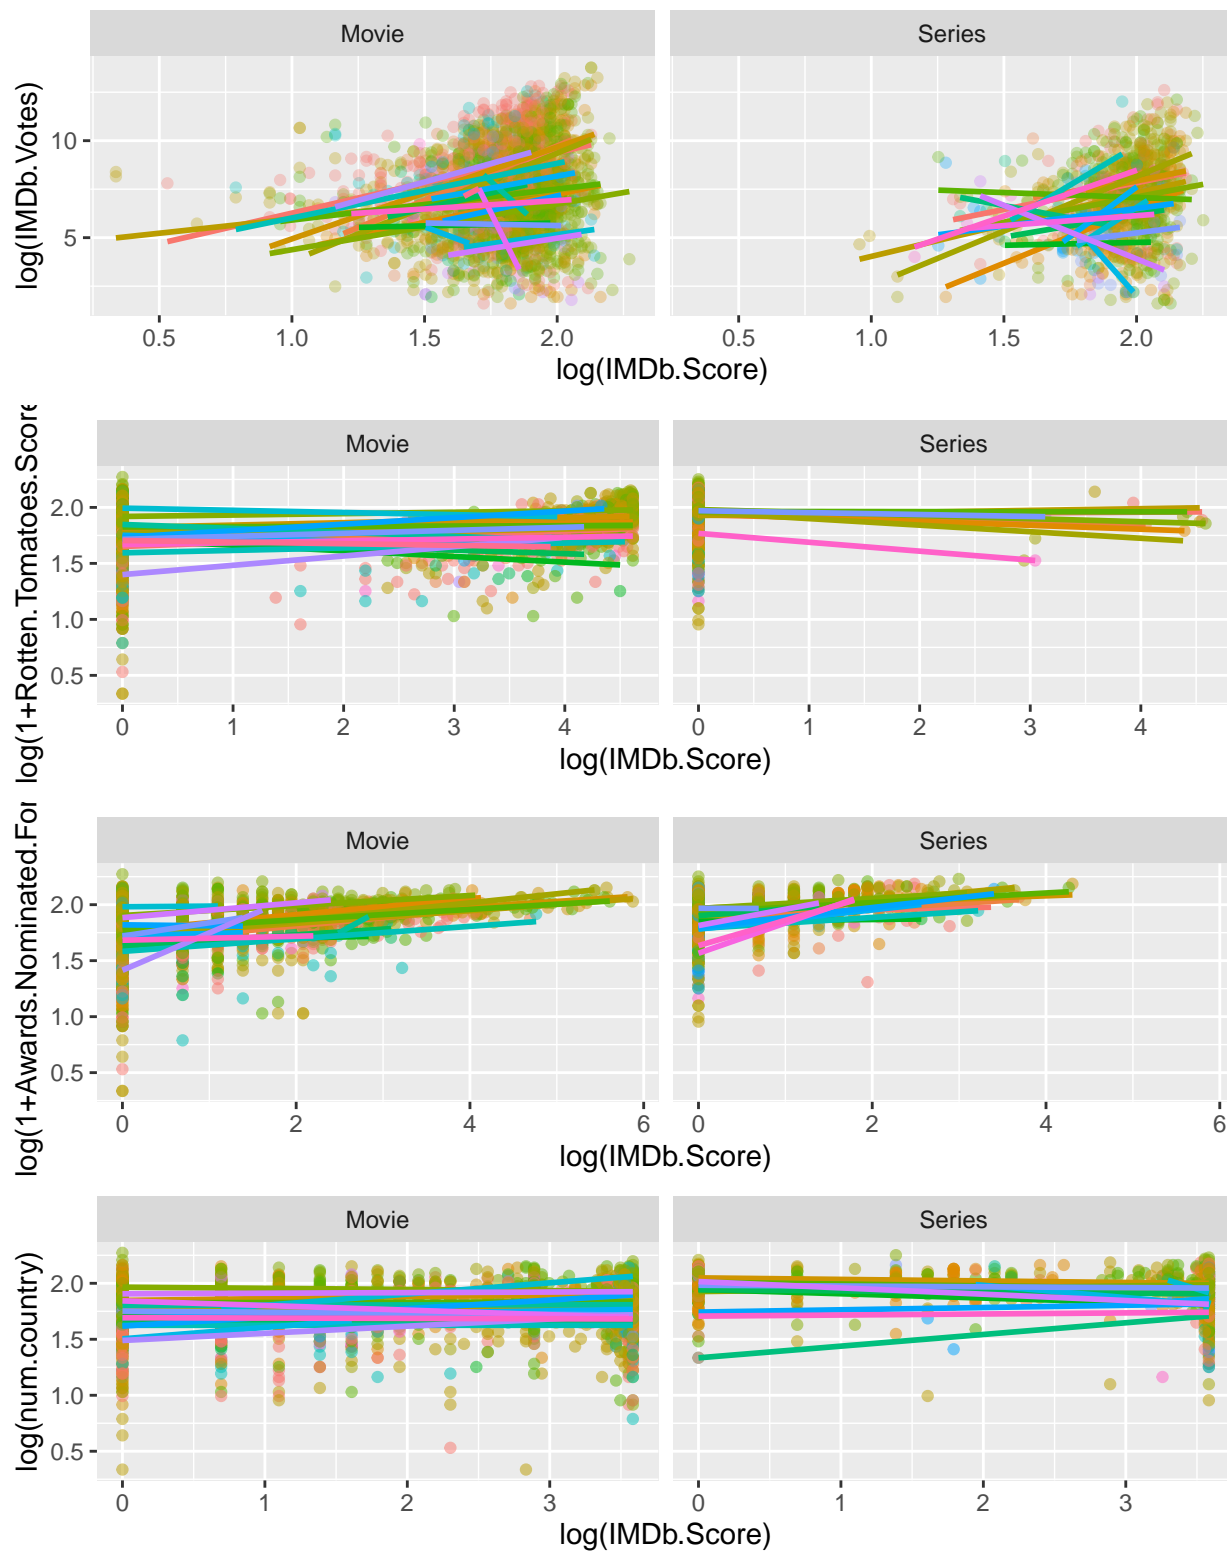 Movie Series
log(IMDb.Votes)
10
5
0.5 1.0 1.5 2.0 0.5 1.0 1.5 2.0
log(IMDb.Score)
Movie Series
log(1+Rotten.Tomatoes.Score
2.0
1.5
1.0
0.5
0 1 2 3 4 0 1 2 3 4
log(IMDb.Score)
Movie Series
log(1+Awards.Nominated.For
2.0
1.5
1.0
0.5
0 2 4 6 0 2 4 6
log(IMDb.Score)
Movie Series
log(num.country)
2.0
1.5
1.0
0.5
0 1 2 3 0 1 2 3
log(IMDb.Score)